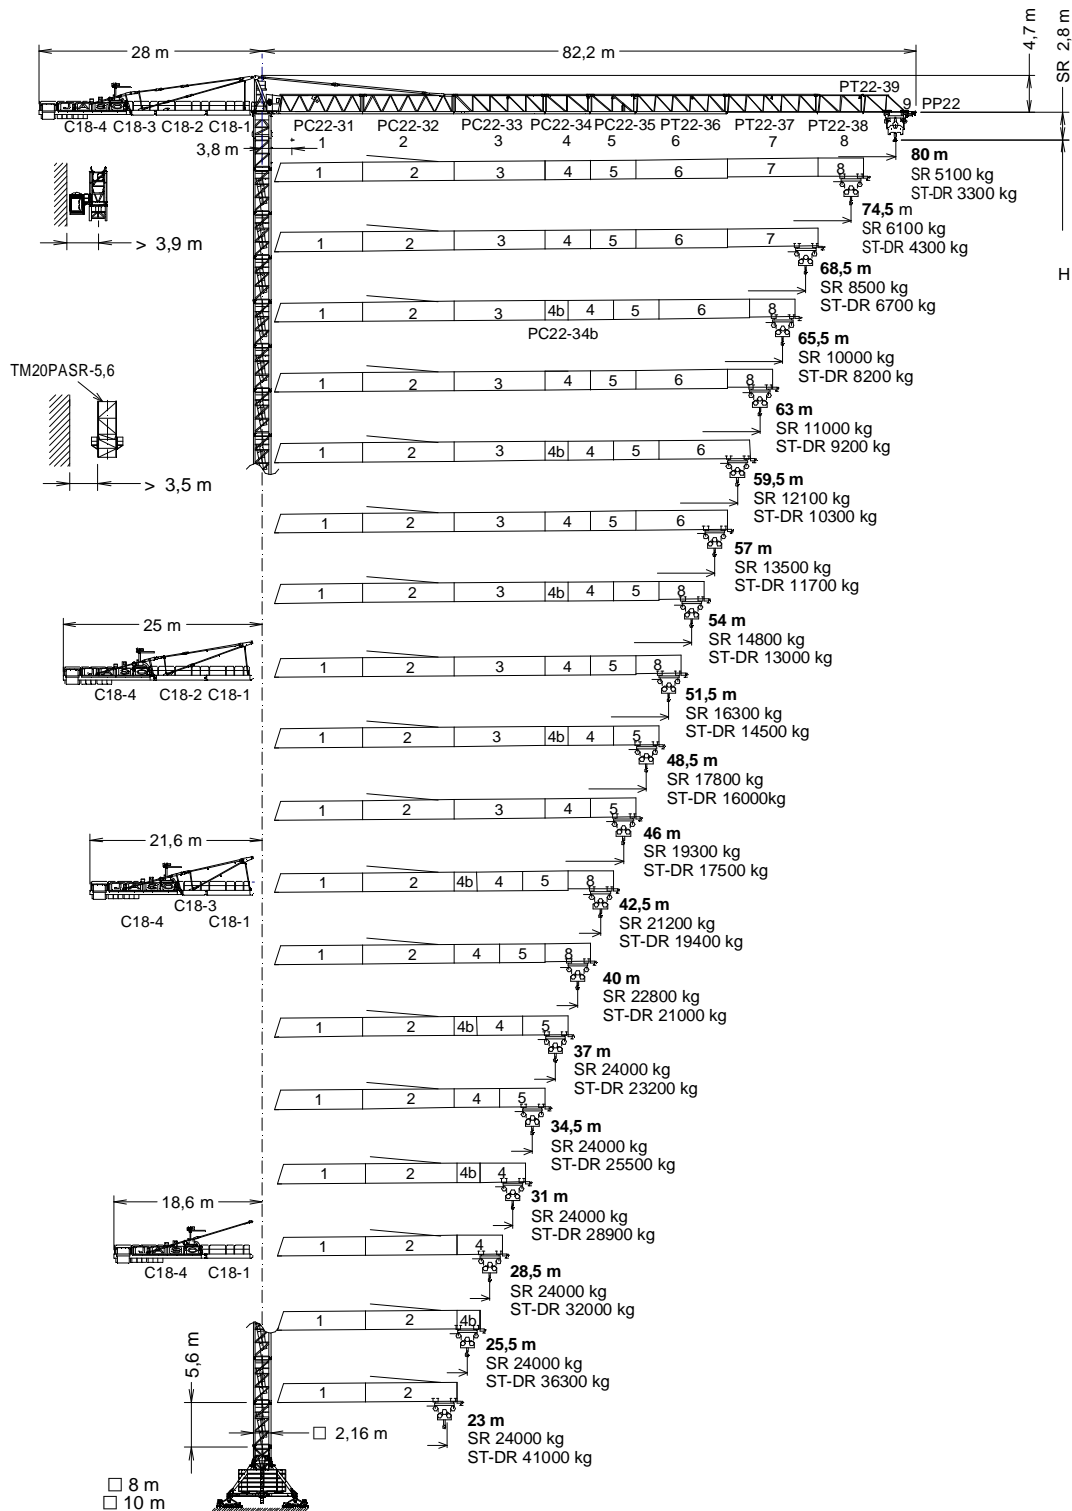 28 m
82,2 m
4,7 m
SR 2,8 m
PT22-39
9 PP22
C18-4 C18-3 C18-2 C18-1
PC22-31 PC22-32 PC22-33 PC22-34 PC22-35 PT22-36 PT22-37 PT22-38
3,8 m
1 2 3 4 5 6 7 8
80 m
SR 5100 kg
ST-DR 3300 kg
1 2 3 4 5 6 7 8
74,5 m
SR 6100 kg
ST-DR 4300 kg
> 3,9 m
H
1 2 3 4 5 6 7
68,5 m
SR 8500 kg
ST-DR 6700 kg
1 2 3 4b 4 5 6 8
PC22-34b
65,5 m
SR 10000 kg
ST-DR 8200 kg
TM20PASR-5,6
1 2 3 4 5 6 8
63 m
SR 11000 kg
ST-DR 9200 kg
> 3,5 m
1 2 3 4b 4 5 6
59,5 m
SR 12100 kg
ST-DR 10300 kg
1 2 3 4 5 6
57 m
SR 13500 kg
ST-DR 11700 kg
1 2 3 4b 4 5 8
54 m
SR 14800 kg
ST-DR 13000 kg
25 m
C18-4 C18-2 C18-1
1 2 3 4 5 8
51,5 m
SR 16300 kg
ST-DR 14500 kg
1 2 3 4b 4 5
48,5 m
SR 17800 kg
ST-DR 16000kg
1 2 3 4 5
46 m
SR 19300 kg
ST-DR 17500 kg
21,6 m
C18-3
C18-4 C18-1
1 2 4b 4 5 8
42,5 m
SR 21200 kg
ST-DR 19400 kg
1 2 4 5 8
40 m
SR 22800 kg
ST-DR 21000 kg
1 2 4b 4 5
37 m
SR 24000 kg
ST-DR 23200 kg
1 2 4 5
34,5 m
SR 24000 kg
ST-DR 25500 kg
1 2 4b 4
31 m
SR 24000 kg
ST-DR 28900 kg
18,6 m
C18-4 C18-1
1 2 4
28,5 m
SR 24000 kg
ST-DR 32000 kg
1 2 4b
25,5 m
SR 24000 kg
ST-DR 36300 kg
5,6 m
1 2
23 m
SR 24000 kg
ST-DR 41000 kg
□ 2,16 m
□ 8 m
□ 10 m